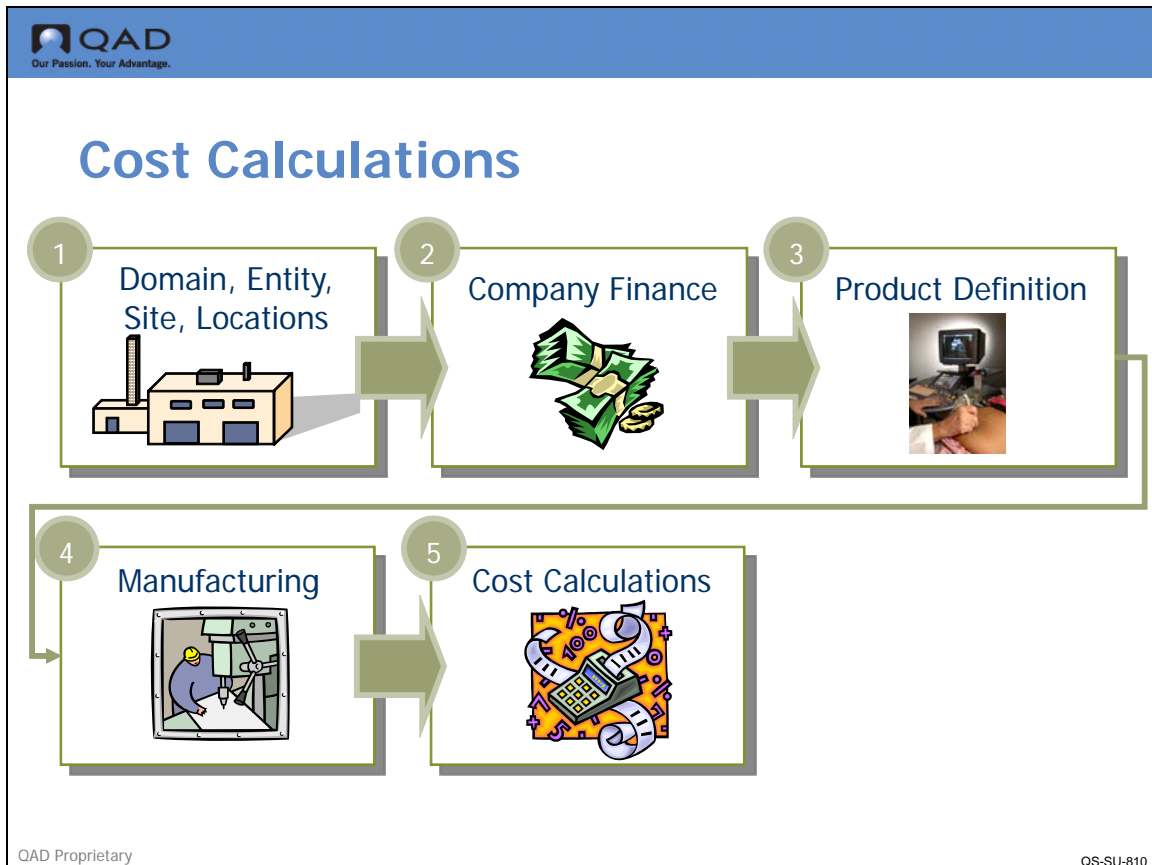 QAD
Our Passion. Your Advantage.
Cost Calculations
1
Domain, Entity,
Site, Locations
2
Company Finance
3
Product Definition
4
Manufacturing
5
Cost Calculations
QAD Proprietary
QS-SU-810